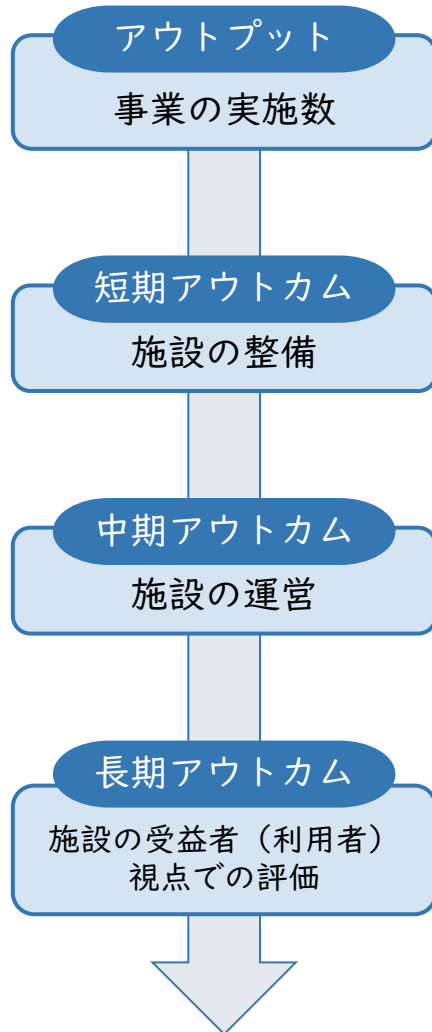 アウトプット
事業の実施数
短期アウトカム
施設の整備
中期アウトカム
施設の運営
長期アウトカム
施設の受益者（利用者）
視点での評価